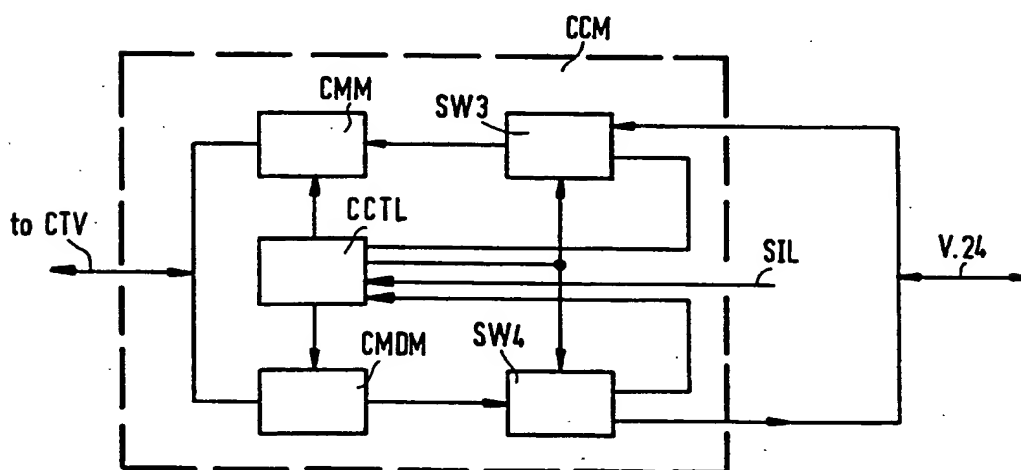 CCM
CMM
SW3
to CTV
CCTL
SIL
V.24
CMDM
SW4